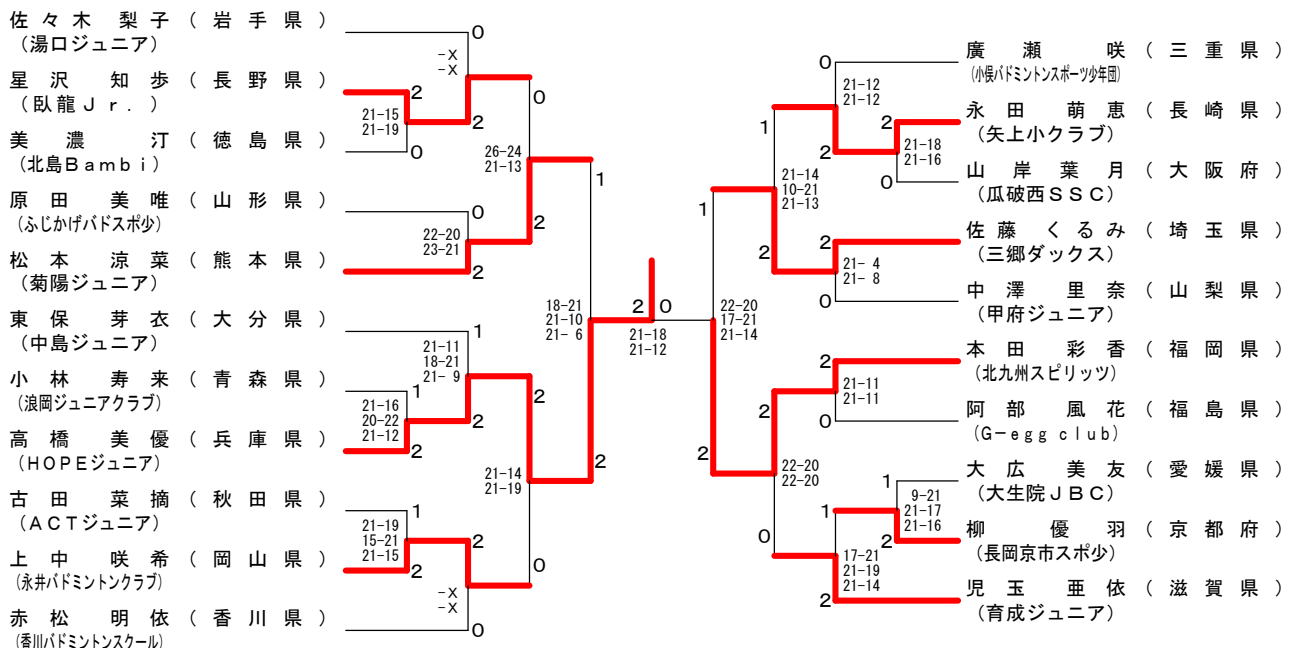 佐々木 梨子 ( 岩手県 )
(湯口ジュニア)
星沢 知歩 ( 長野県 )
(臥龍Jr.)
美濃 汀 ( 徳島県 )
(北島Bambi)
原田 美唯 ( 山形県 )
(ふじかげバドスポ少)
松本 涼菜 ( 熊本県 )
(菊陽ジュニア)
東保 芽衣 ( 大分県 )
(中島ジュニア)
小林 寿来 ( 青森県 )
(浪岡ジュニアクラブ)
高橋 美優 ( 兵庫県 )
(HOPEジュニア)
古田 菜摘 ( 秋田県 )
(ACTジュニア)
上中 咲希 ( 岡山県 )
(永井バドミントンクラブ)
赤松 明依 ( 香川県 )
(香川バドミントンスクール)
0
-X
-X
2
2
21-15
21-19
0
0
26-24
21-13
2
0
22-20
23-21
2
1
1
21-11
18-21
21- 9
2
1
21-16
20-22
21-12
2
2
21-14
21-19
0
1
21-19
15-21
21-15
2
2
-X
-X
0
18-21
21-10
21- 6
2
2 0
21-18
21-12
1
22-20
17-21
21-14
2
1
21-14
10-21
21-13
2
0
21-12
21-12
2
2
21-18
21-16
0
2
21- 4
21- 8
0
2
21-11
21-11
0
2
22-20
22-20
0
1
9-21
21-17
21-16
2
1
17-21
21-19
21-14
2
廣瀬 咲 ( 三重県 )
(小俣バドミントンスポーツ少年団)
永田 萌恵 ( 長崎県 )
(矢上小クラブ)
山岸 葉月 ( 大阪府 )
(瓜破西SSC)
佐藤 くるみ ( 埼玉県 )
(三郷ダックス)
中澤 里奈 ( 山梨県 )
(甲府ジュニア)
本田 彩香 ( 福岡県 )
(北九州スピリッツ)
阿部 風花 ( 福島県 )
(G-egg club)
大広 美友 ( 愛媛県 )
(大生院JBC)
柳 優羽 ( 京都府 )
(長岡京市スポ少)
児玉 亜依 ( 滋賀県 )
(育成ジュニア)